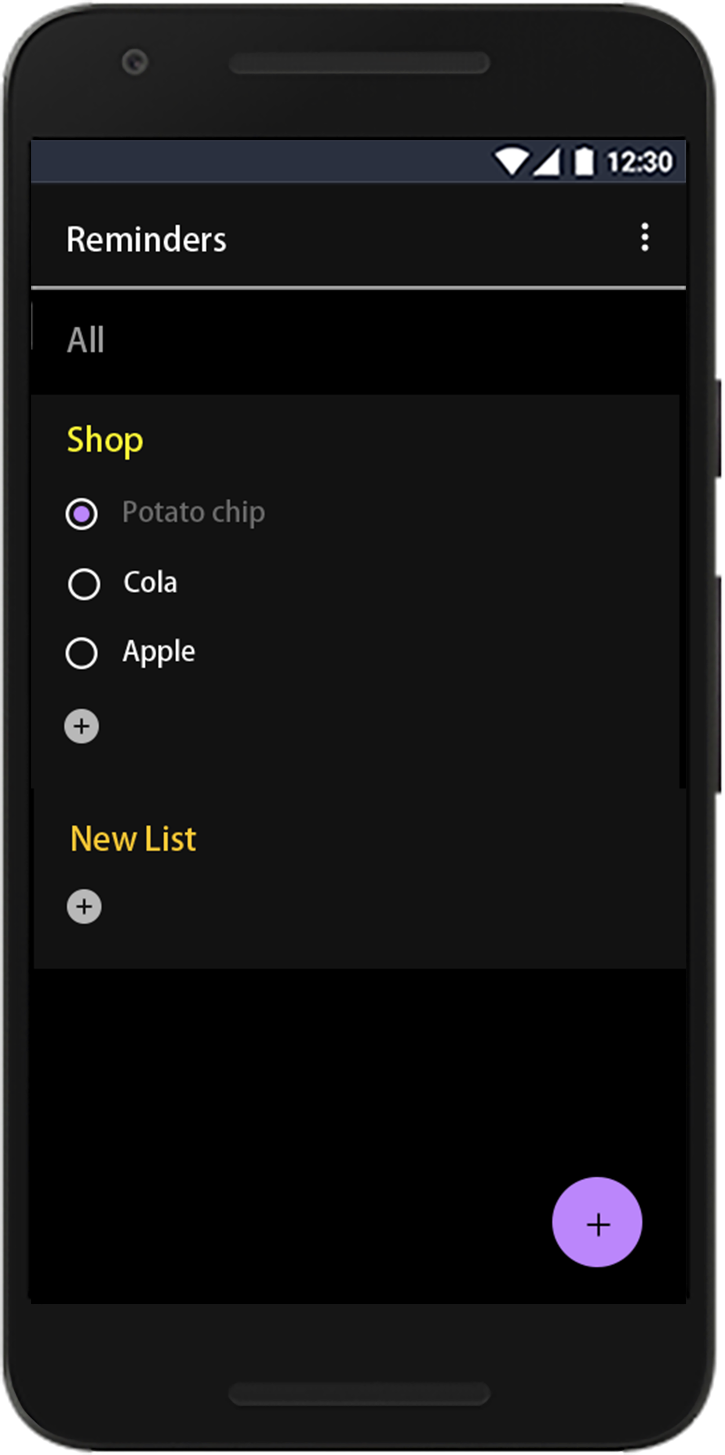 12:30
Reminders
All
Shop
Potato chip
Cola
Apple
New List